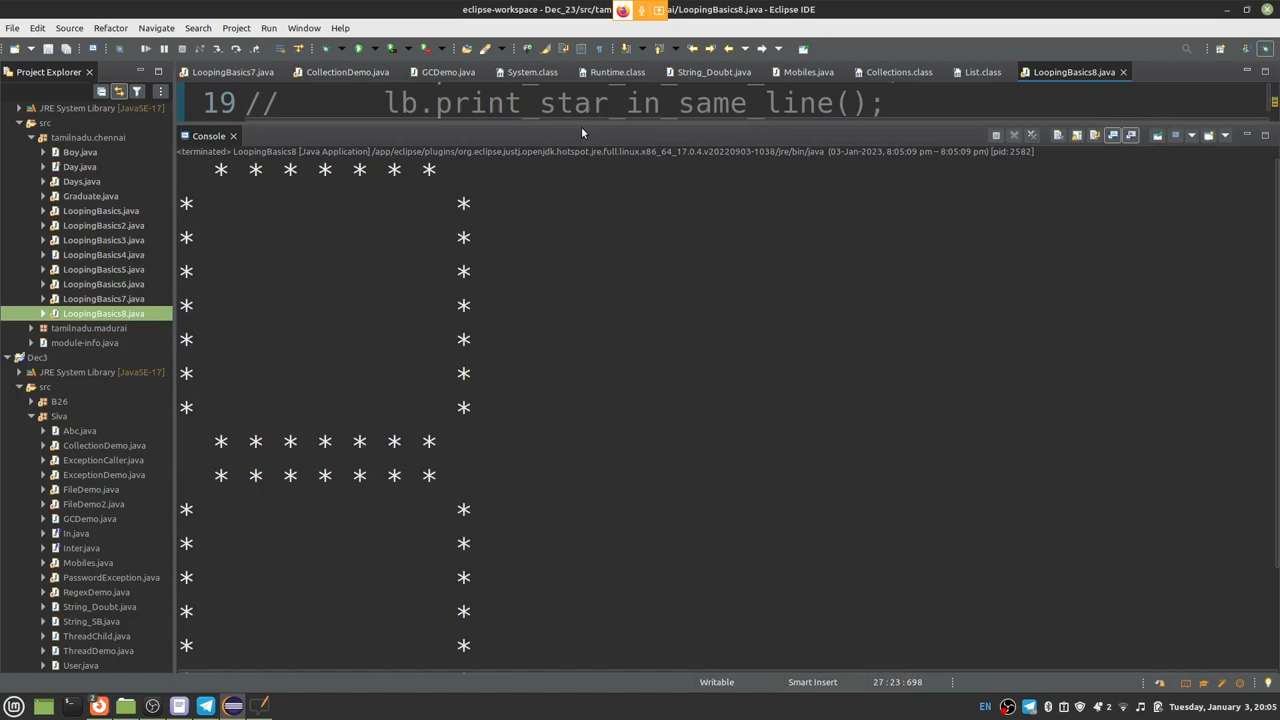 eclipse-workspace - Dec_23/src/tam
ai/LoopingBasics8.java - Eclipse IDE
File Edit Source Refactor Navigate Search Project Run Window Help
Project Explorer
LoopingBasics7.java CollectionDemo.java GCDemo.java System.class Runtime.class String_Doubt.java Mobiles.java Collections.class List.class LoopingBasics8.java
19 // lb.print_star_in_same_line();
Console
<terminated> LoopingBasics8 [Java Application] /app/eclipse/plugins/org.eclipse.justj.openjdk.hotspot.jre.full.linux.x86_64_17.0.4.v20220903-1038/jre/bin/java (03-Jan-2023, 8:05:09 pm – 8:05:09 pm) [pid: 2582]
* * * * * * *
* *
* *
* *
* *
* *
* *
* *
* * * * * * *
* * * * * * *
* *
* *
* *
* *
* *
JRE System Library [JavaSE-17]
src
tamilnadu.chennai
Boy.java
Day.java
Days.java
Graduate.java
LoopingBasics.java
LoopingBasics2.java
LoopingBasics3.java
LoopingBasics4.java
LoopingBasics5.java
LoopingBasics6.java
LoopingBasics7.java
LoopingBasics8.java
tamilnadu.madurai
module-info.java
Dec3
JRE System Library [JavaSE-17]
src
B26
Siva
Abc.java
CollectionDemo.java
ExceptionCaller.java
ExceptionDemo.java
FileDemo.java
FileDemo2.java
GCDemo.java
In.java
Inter.java
Mobiles.java
PasswordException.java
RegexDemo.java
String_Doubt.java
String_SB.java
ThreadChild.java
ThreadDemo.java
User.java
Writable Smart Insert 27:23:698
2 EN 2 Tuesday, January 3, 20:05